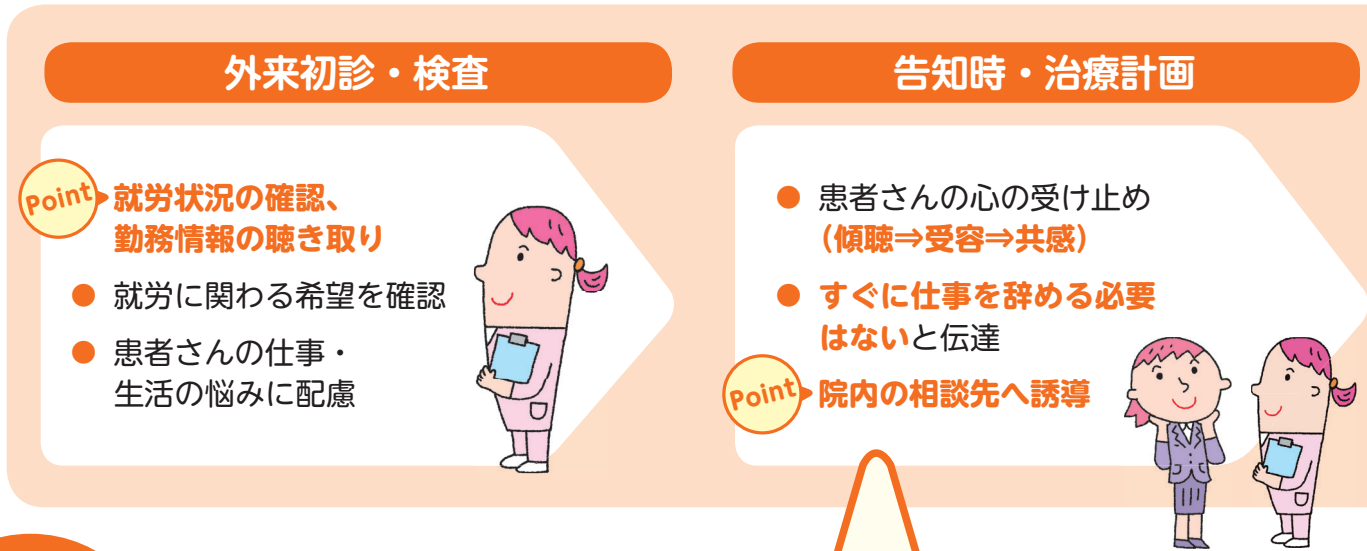 外来初診・検査
Point
就労状況の確認、
勤務情報の聴き取り
● 就労に関わる希望を確認
● 患者さんの仕事・
生活の悩みに配慮
告知時・治療計画
● 患者さんの心の受け止め
（傾聴⇒受容⇒共感）
● すぐに仕事を辞める必要
はないと伝達
Point
院内の相談先へ誘導